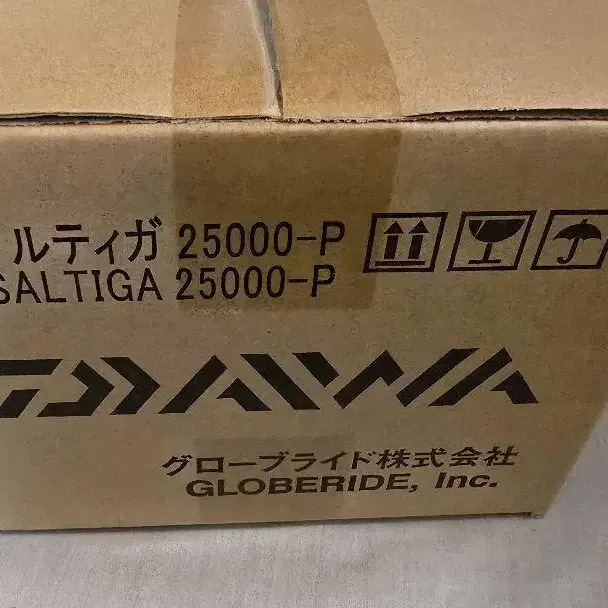 ルティガ 25000-P
SALTIGA 25000-P
DAIWA
グローブライド株式会社
GLOBERIDE, Inc.